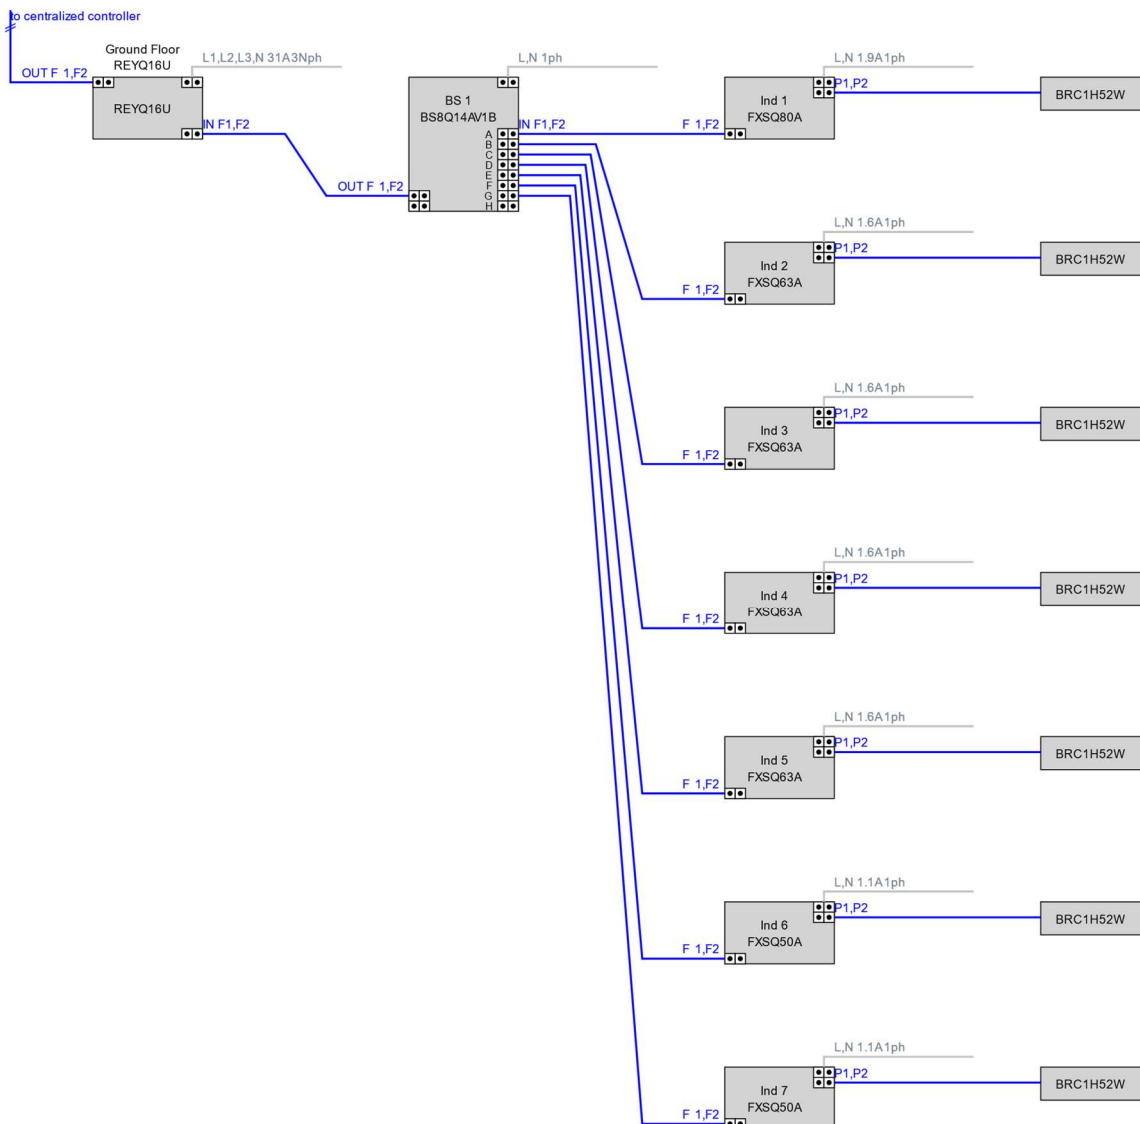 to centralized controller
Ground Floor
REYQ16U
L1,L2,L3,N 31A3Nph
OUT F 1,F2
REYQ16U
IN F1,F2
L,N 1ph
BS 1
BS8Q14AV1B
OUT F 1,F2
IN F1,F2
A
B
C
D
E
F
G
H
L,N 1.9A1ph
P1,P2
Ind 1
FXSQ80A
F 1,F2
BRC1H52W
L,N 1.6A1ph
P1,P2
Ind 2
FXSQ63A
F 1,F2
BRC1H52W
L,N 1.6A1ph
P1,P2
Ind 3
FXSQ63A
F 1,F2
BRC1H52W
L,N 1.6A1ph
P1,P2
Ind 4
FXSQ63A
F 1,F2
BRC1H52W
L,N 1.6A1ph
P1,P2
Ind 5
FXSQ63A
F 1,F2
BRC1H52W
L,N 1.1A1ph
P1,P2
Ind 6
FXSQ50A
F 1,F2
BRC1H52W
L,N 1.1A1ph
P1,P2
Ind 7
FXSQ50A
F 1,F2
BRC1H52W